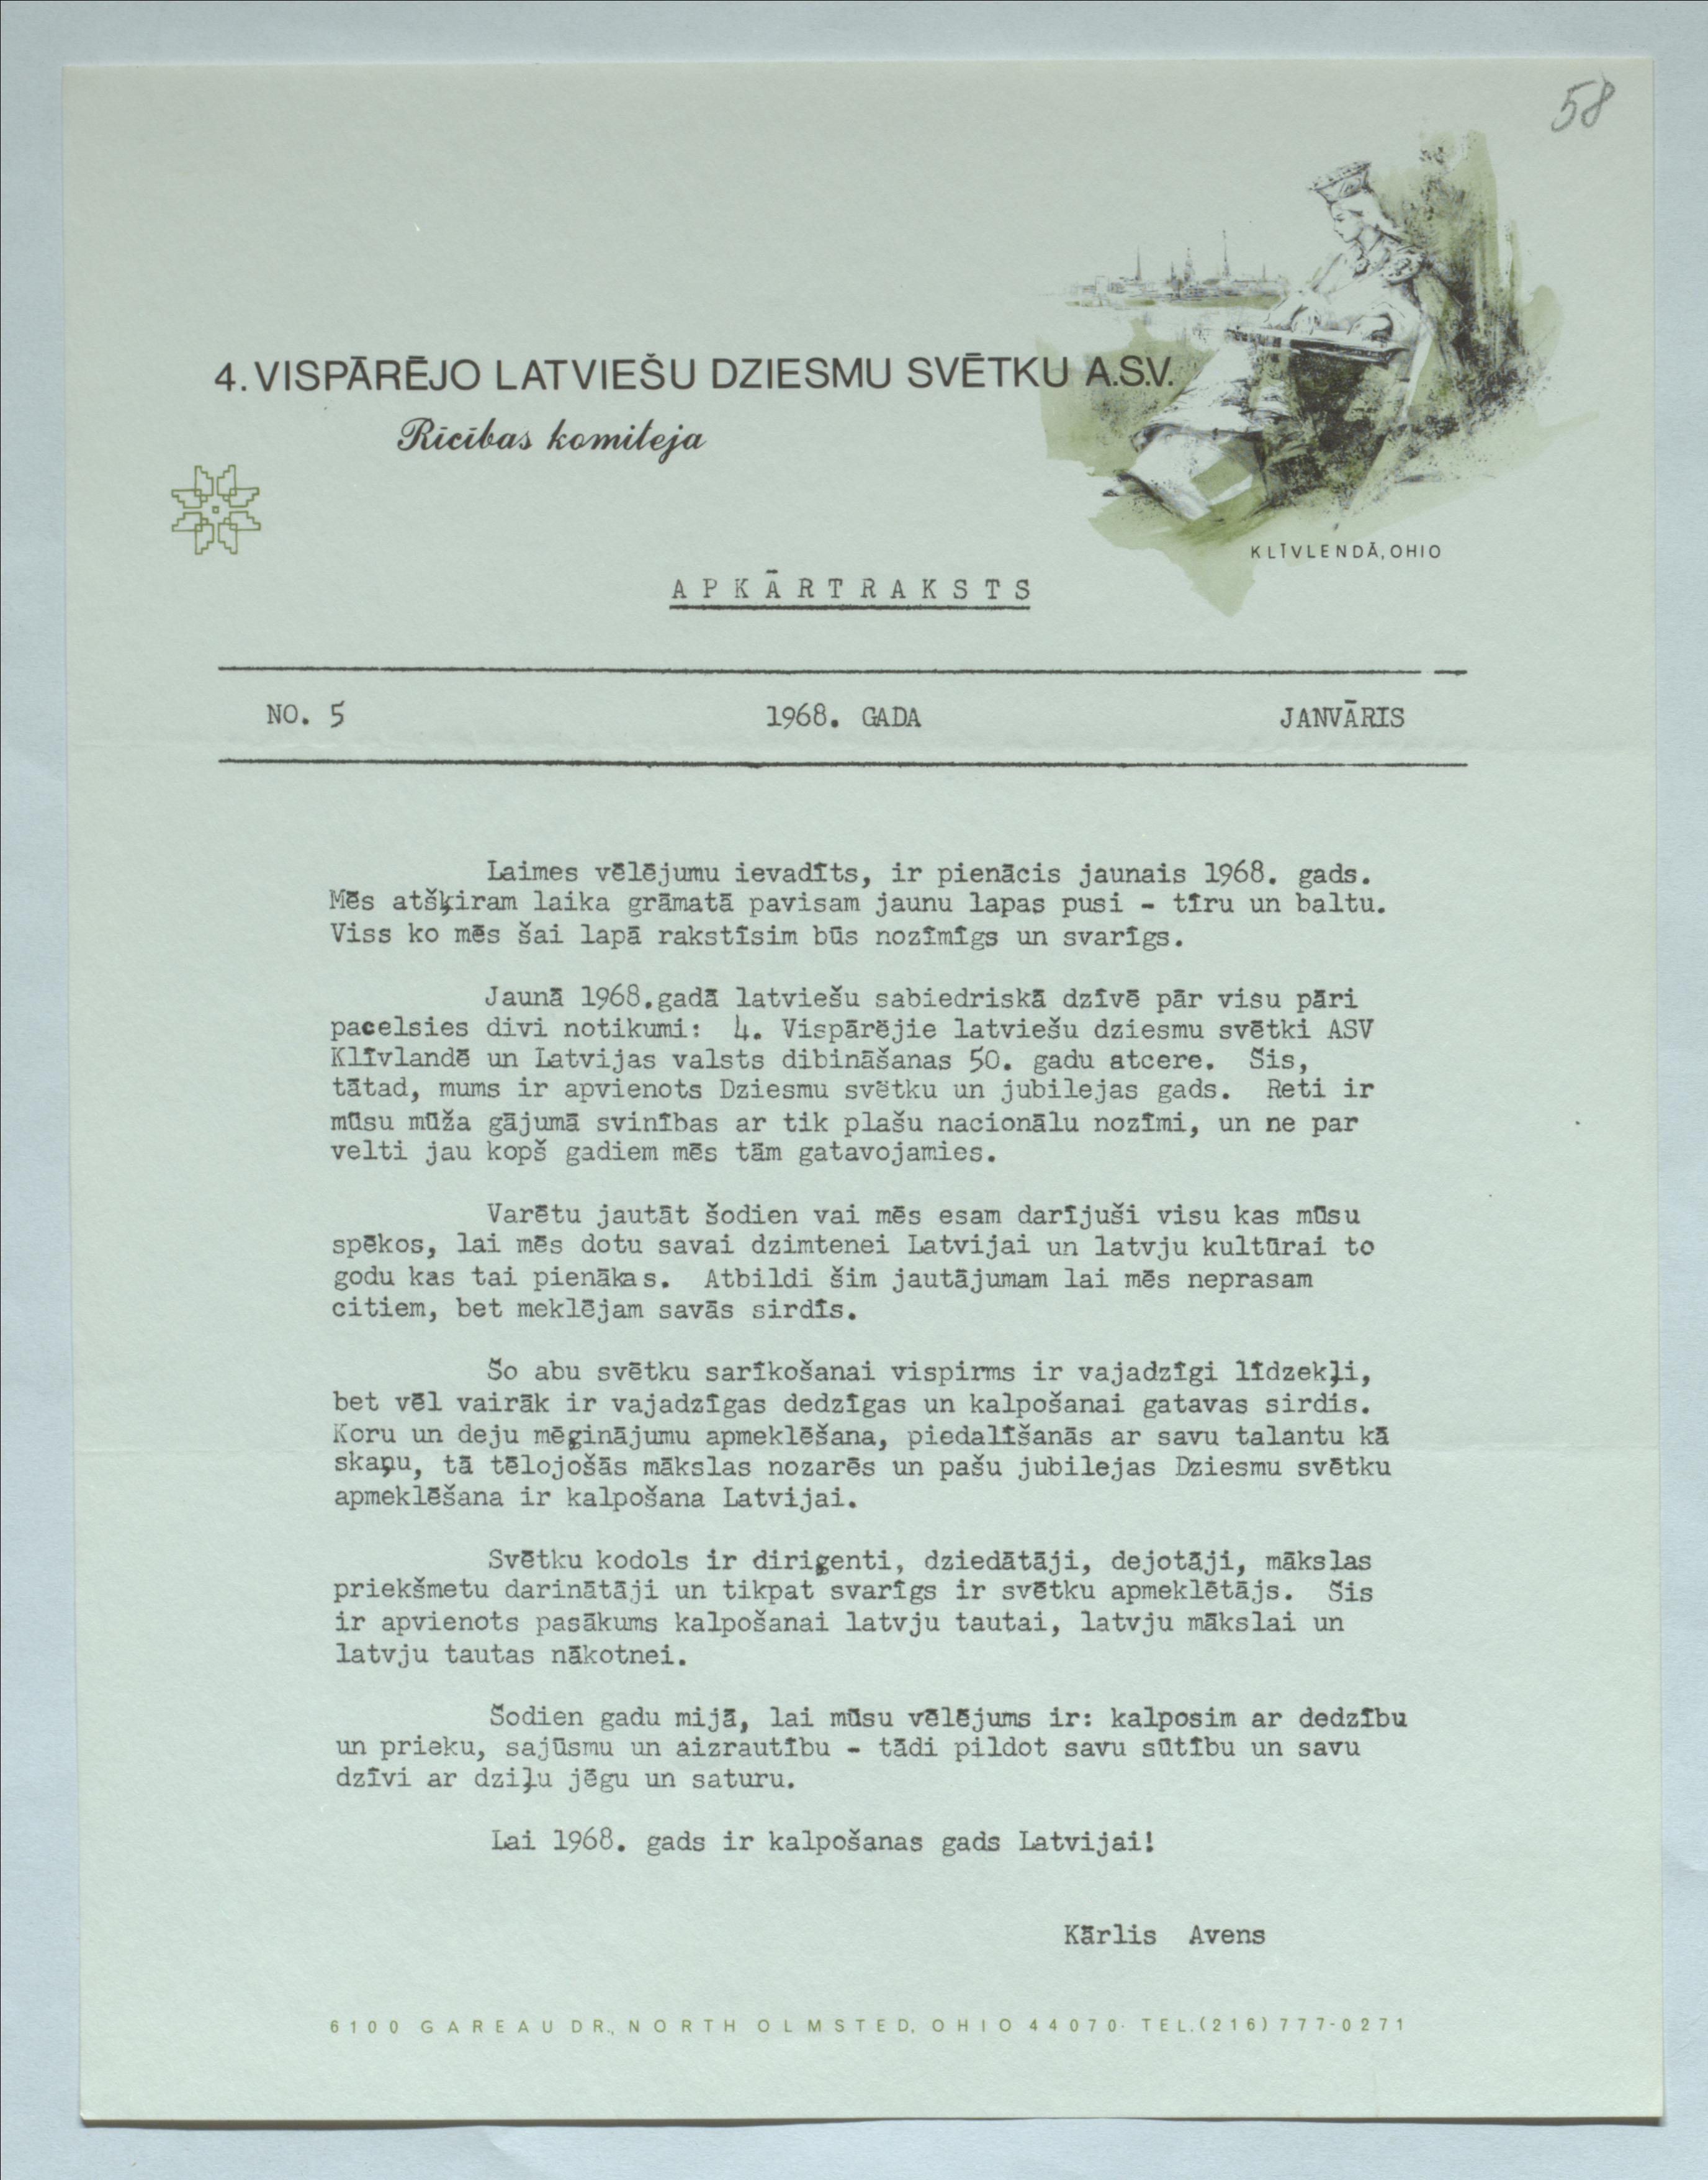 58
4. VISPĀRĒJO LATVIEŠU DZIESMU SVĒTKU A.S.V.
Rīcības komiteja
KLĪVLENDĀ, OHIO
APKĀRTRAKSTS
NO. 5 1968. GADA JANVĀRIS
Laimes vēlējumu ievadīts, ir pienācis jaunais 1968. gads.
Mēs atšķiram laika grāmatā pavisam jaunu lapas pusi - tīru un baltu.
Viss ko mēs šai lapā rakstīsim būs nozīmīgs un svarīgs.
Jaunā 1968.gadā latviešu sabiedriskā dzīvē pār visu pāri
pacelsies divi notikumi: 4. Vispārējie latviešu dziesmu svētki ASV
Klīvlandē un Latvijas valsts dibināšanas 50. gadu atcere. Šis,
tātad, mums ir apvienots Dziesmu svētku un jubilejas gads. Reti ir
mūsu mūža gājumā svinības ar tik plašu nacionālu nozīmi, un ne par
velti jau kopš gadiem mēs tām gatavojamies.
Varētu jautāt šodien vai mēs esam darījuši visu kas mūsu
spēkos, lai mēs dotu savai dzimtenei Latvijai un latvju kultūrai to
godu kas tai pienākas. Atbildi šim jautājumam lai mēs neprasam
citiem, bet meklējam savās sirdīs.
Šo abu svētku sarīkošanai vispirms ir vajadzīgi līdzekļi,
bet vēl vairāk ir vajadzīgas dedzīgas un kalpošanai gatavas sirdis.
Koru un deju mēģinājumu apmeklēšana, piedalīšanās ar savu talantu kā
skaņu, tā tēlojošās mākslas nozarēs un pašu jubilejas Dziesmu svētku
apmeklēšana ir kalpošana Latvijai.
Svētku kodols ir diriģenti, dziedātāji, dejotāji, mākslas
priekšmetu darinātāji un tikpat svarīgs ir svētku apmeklētājs. Šis
ir apvienots pasākums kalpošanai latvju tautai, latvju mākslai un
latvju tautas nākotnei.
Šodien gadu mijā, lai mūsu vēlējums ir: kalposim ar dedzību
un prieku, sajūsmu un aizrautību - tādi pildot savu sūtību un savu
dzīvi ar dziļu jēgu un saturu.
Lai 1968. gads ir kalpošanas gads Latvijai!
Kārlis Avens
6100 GAREAU DR., NORTH OLMSTED, OHIO 44070· TEL.(216)777-0271